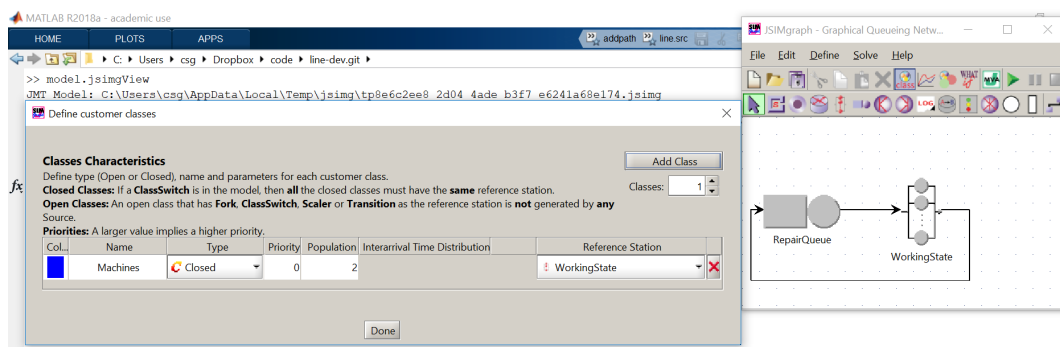 MATLAB R2018a - academic use
HOME PLOTS APPS addpath line.src
C: Users csg Dropbox code line-dev.git
>> model.jsimgView
JMT Model: C:\Users\csg\AppData\Local\Temp\jsimg\tp8e6c2ee8_2d04_4ade_b3f7_e6241a68e174.jsimg
fx
Define customer classes
Classes Characteristics
Add Class
Define type (Open or Closed), name and parameters for each customer class.
Closed Classes: If a ClassSwitch is in the model, then all the closed classes must have the same reference station.
Classes: 1
Open Classes: An open class that has Fork, ClassSwitch, Scaler or Transition as the reference station is not generated by any
Source.
Priorities: A larger value implies a higher priority.
Col... Name Type Priority Population Interarrival Time Distribution Reference Station
Machines C Closed 0 2 WorkingState
Done
JSIMgraph - Graphical Queueing Netw...
File Edit Define Solve Help
WHAT IF MVA
LOG
RepairQueue
WorkingState